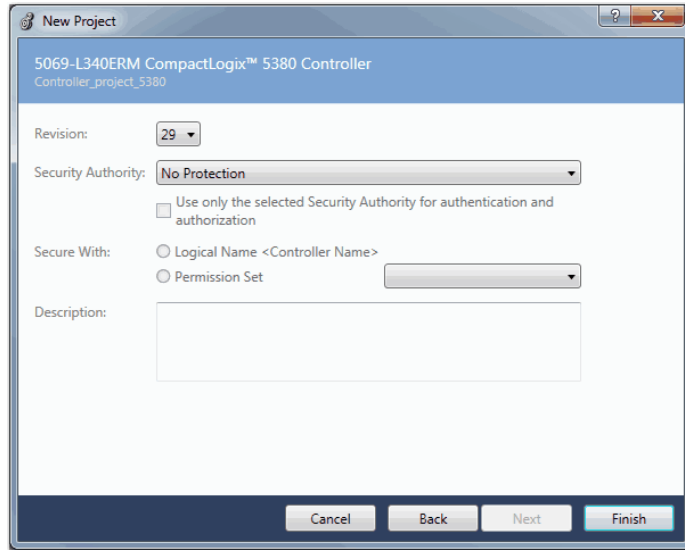 New Project
5069-L340ERM CompactLogix™ 5380 Controller
Controller_project_5380
Revision:
29
Security Authority:
No Protection
Use only the selected Security Authority for authentication and
authorization
Secure With:
Logical Name <Controller Name>
Permission Set
Description:
Cancel
Back
Next
Finish